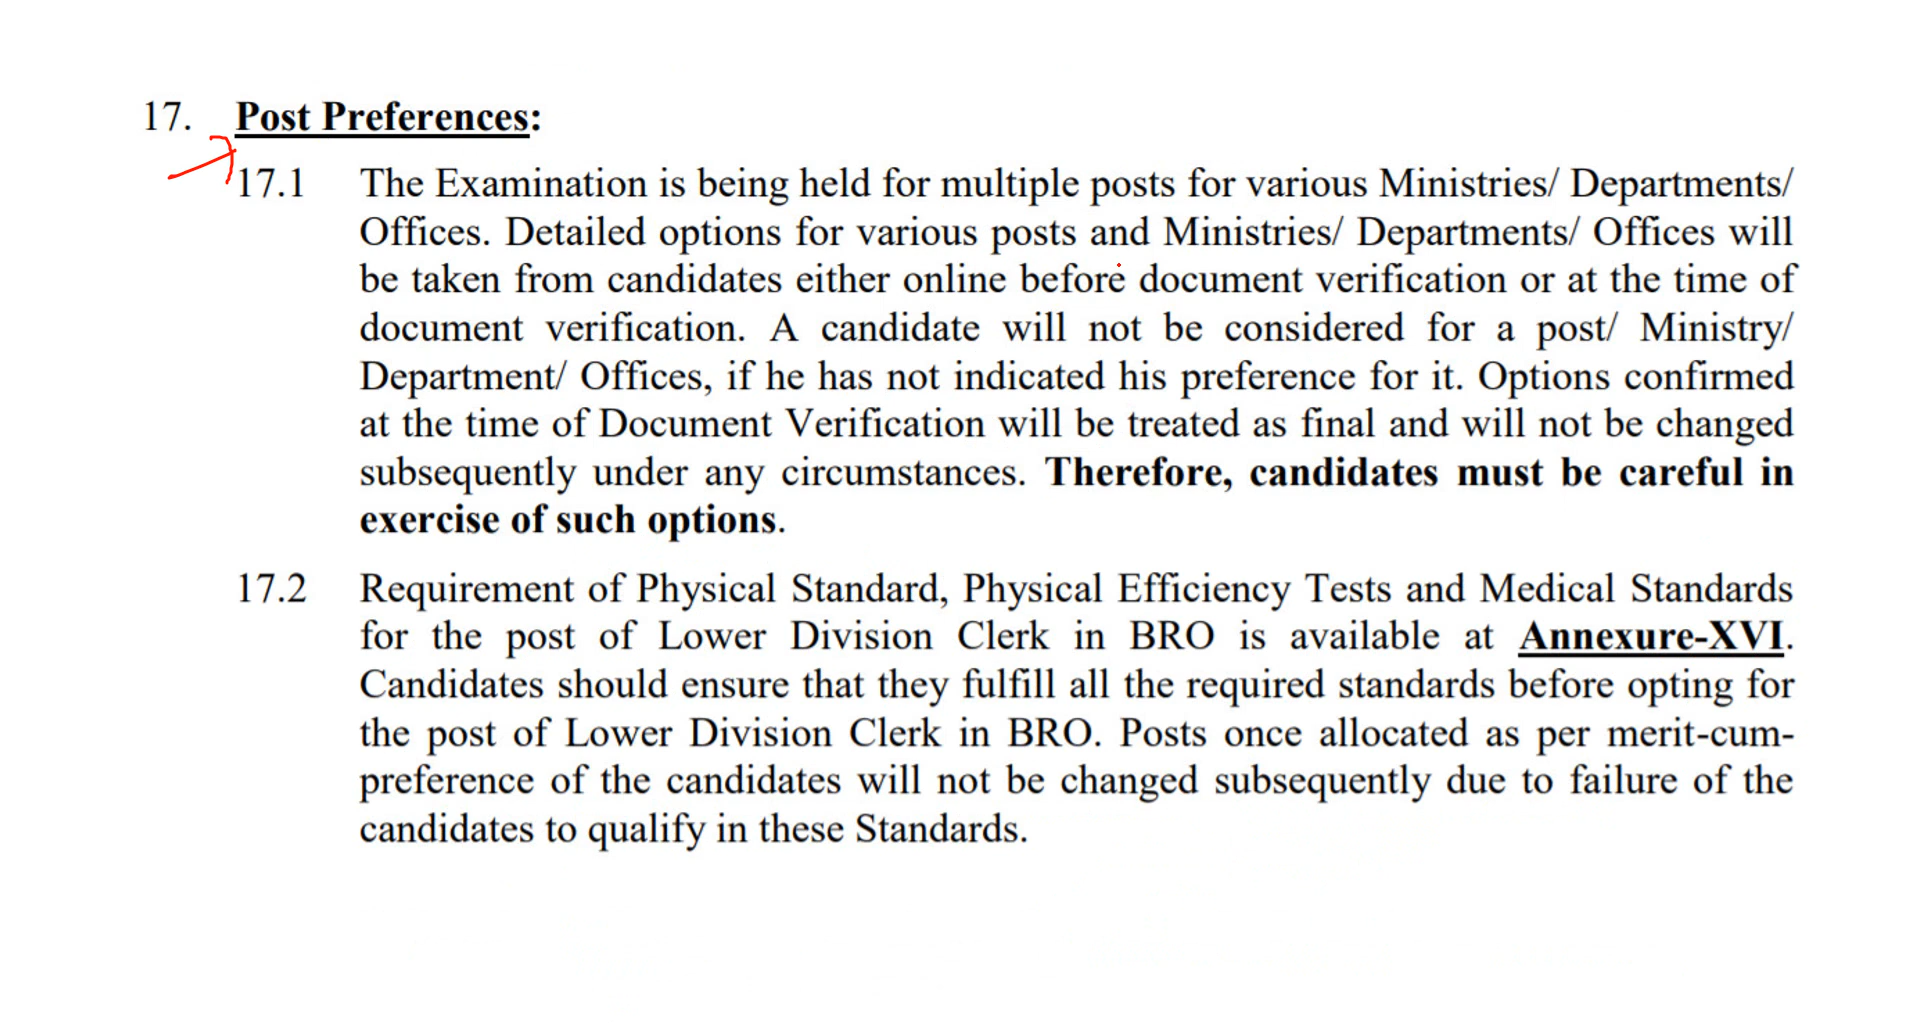 17. Post Preferences:
17.1 The Examination is being held for multiple posts for various Ministries/ Departments/
Offices. Detailed options for various posts and Ministries/ Departments/ Offices will
be taken from candidates either online before document verification or at the time of
document verification. A candidate will not be considered for a post/ Ministry/
Department/ Offices, if he has not indicated his preference for it. Options confirmed
at the time of Document Verification will be treated as final and will not be changed
subsequently under any circumstances. Therefore, candidates must be careful in
exercise of such options.
17.2 Requirement of Physical Standard, Physical Efficiency Tests and Medical Standards
for the post of Lower Division Clerk in BRO is available at Annexure-XVI.
Candidates should ensure that they fulfill all the required standards before opting for
the post of Lower Division Clerk in BRO. Posts once allocated as per merit-cum-
preference of the candidates will not be changed subsequently due to failure of the
candidates to qualify in these Standards.